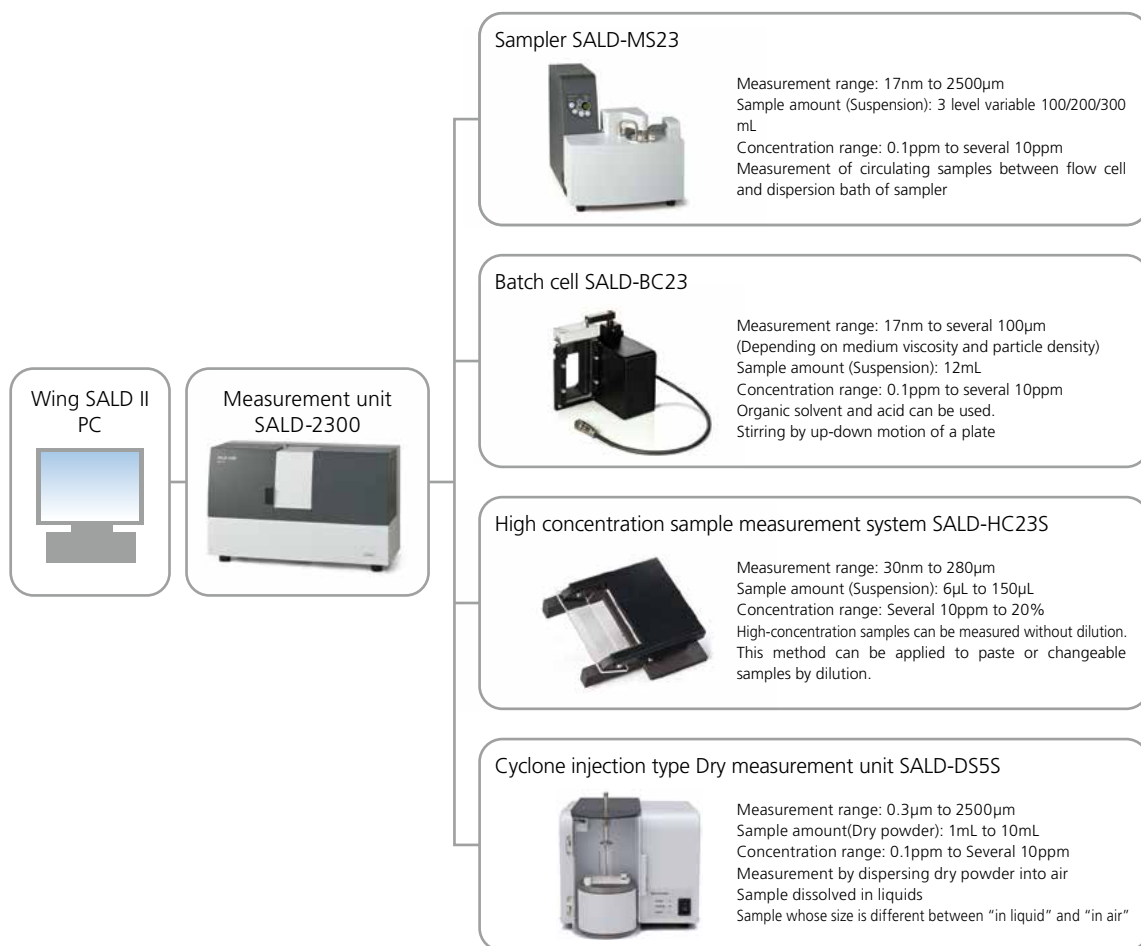 Sampler SALD-MS23
Measurement range: 17nm to 2500µm
Sample amount (Suspension): 3 level variable 100/200/300
mL
Concentration range: 0.1ppm to several 10ppm
Measurement of circulating samples between flow cell
and dispersion bath of sampler
Batch cell SALD-BC23
Measurement range: 17nm to several 100µm
(Depending on medium viscosity and particle density)
Sample amount (Suspension): 12mL
Concentration range: 0.1ppm to several 10ppm
Organic solvent and acid can be used.
Stirring by up-down motion of a plate
Wing SALD II
PC
Measurement unit
SALD-2300
High concentration sample measurement system SALD-HC23S
Measurement range: 30nm to 280µm
Sample amount (Suspension): 6µL to 150µL
Concentration range: Several 10ppm to 20%
High-concentration samples can be measured without dilution.
This method can be applied to paste or changeable
samples by dilution.
Cyclone injection type Dry measurement unit SALD-DS5S
Measurement range: 0.3µm to 2500µm
Sample amount(Dry powder): 1mL to 10mL
Concentration range: 0.1ppm to Several 10ppm
Measurement by dispersing dry powder into air
Sample dissolved in liquids
Sample whose size is different between “in liquid” and “in air”